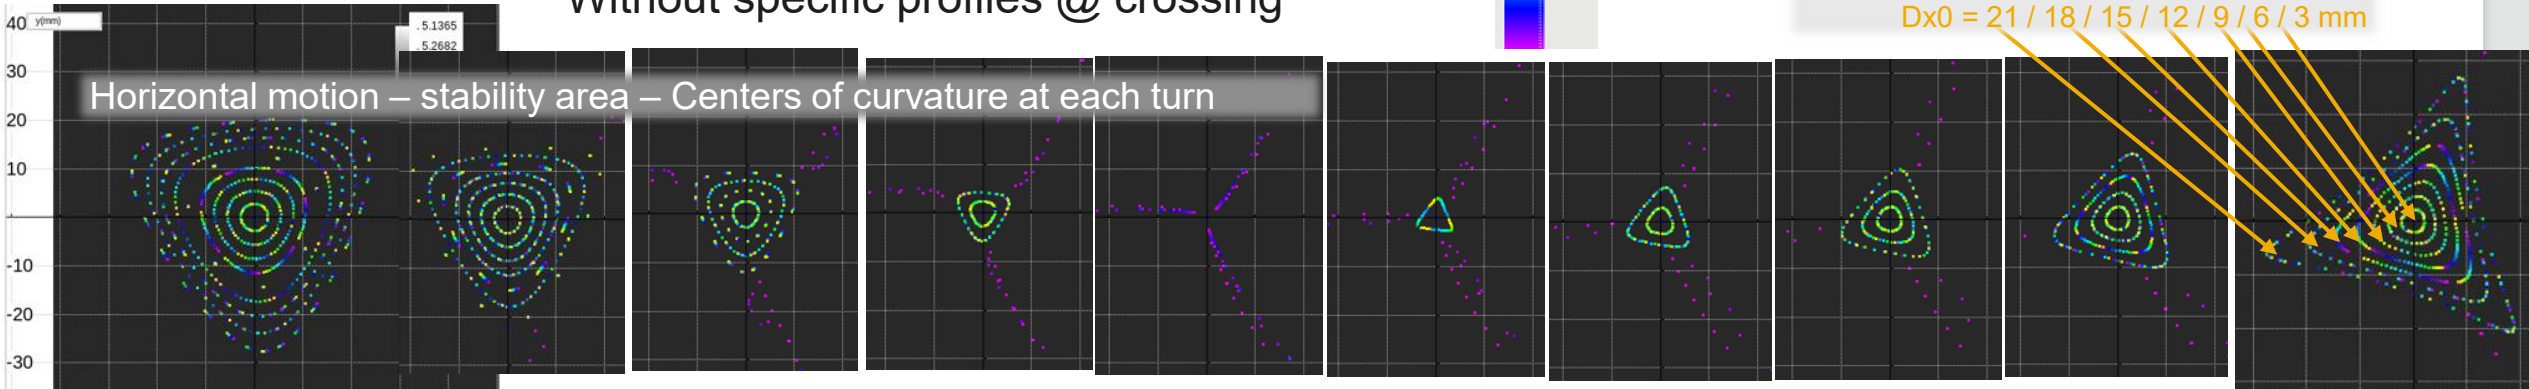 Without specific profiles @ crossing
Dx0 = 21 / 18 / 15 / 12 / 9 / 6 / 3 mm
y(mm)
. 5.1365
. 5.2682
Horizontal motion – stability area – Centers of curvature at each turn
40
30
20
10
-10
-20
-30